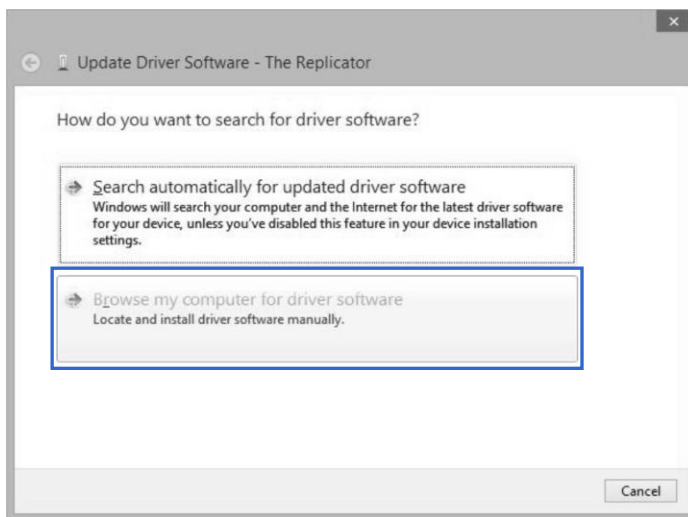 Update Driver Software - The Replicator
How do you want to search for driver software?
Search automatically for updated driver software
Windows will search your computer and the Internet for the latest driver software
for your device, unless you've disabled this feature in your device installation
settings.
Browse my computer for driver software
Locate and install driver software manually.
Cancel